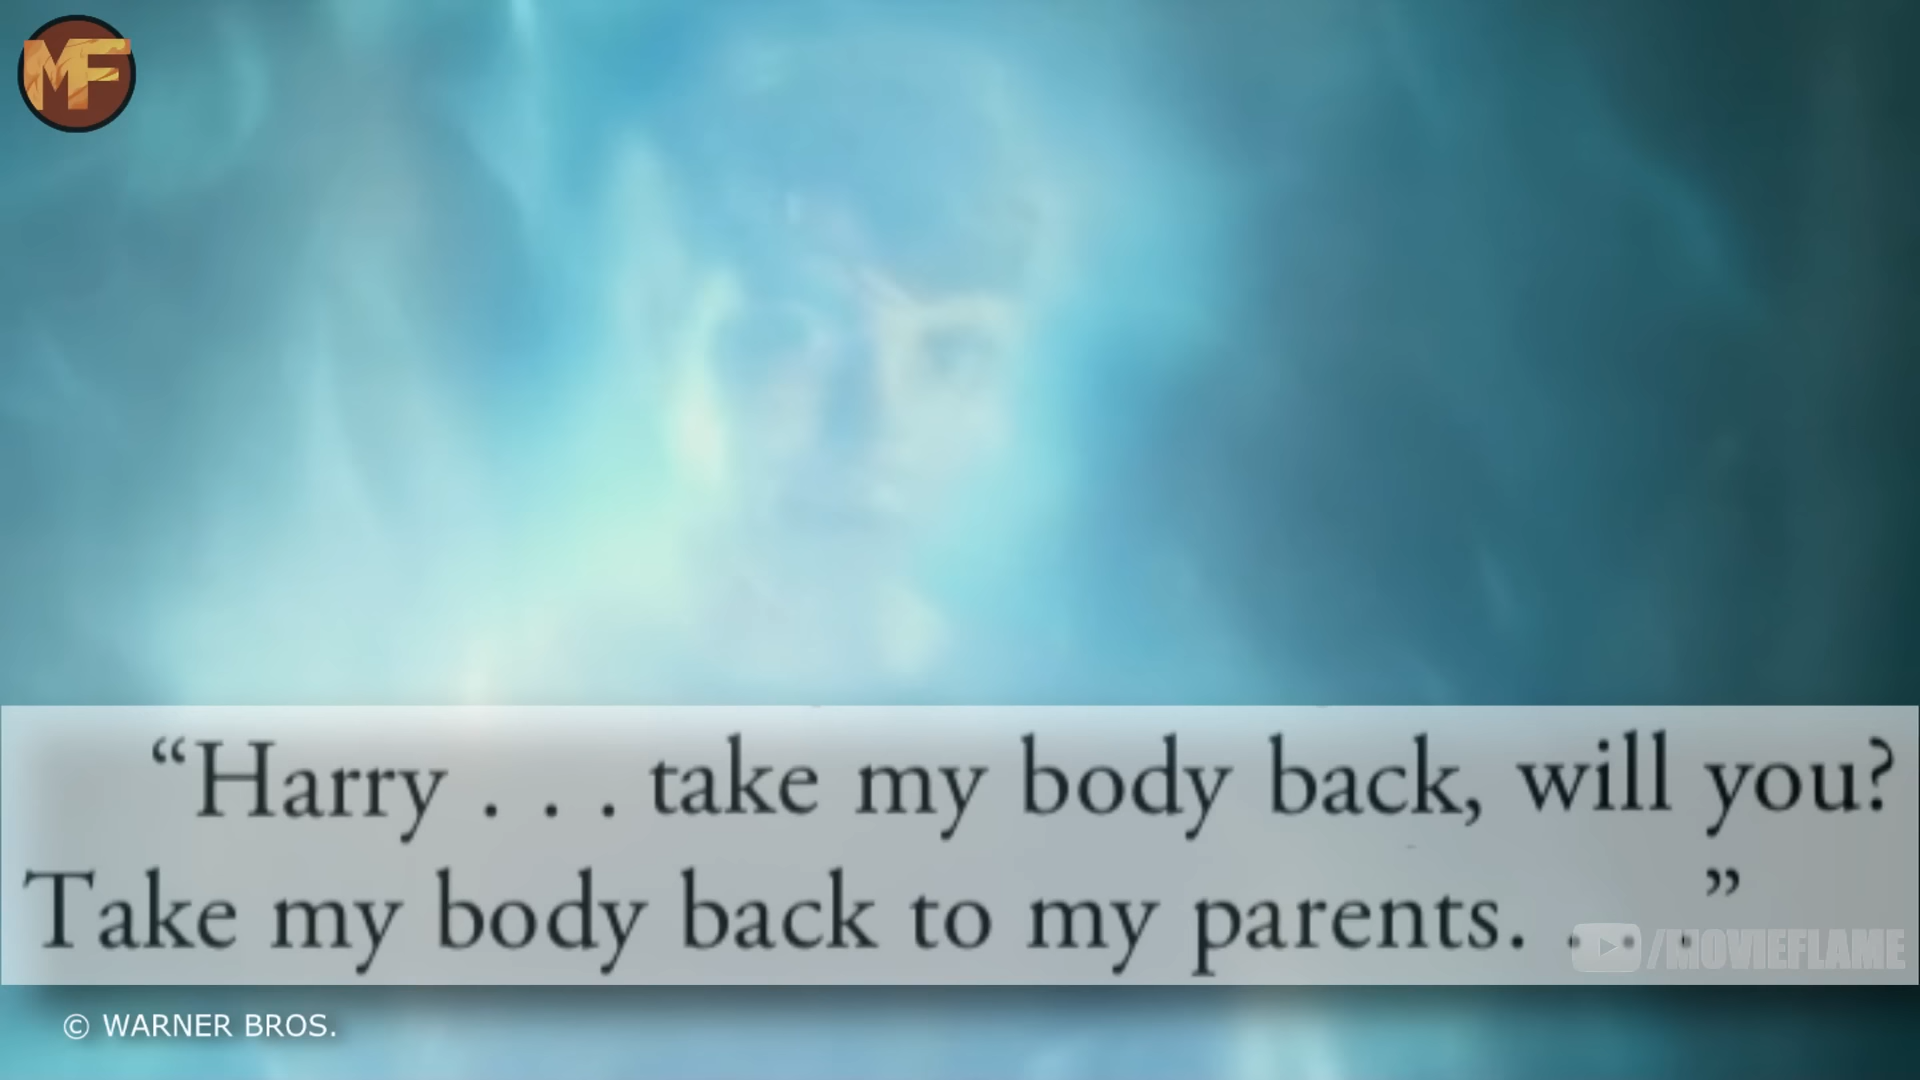 MF
“Harry . . . take my body back, will you?
Take my body back to my parents. . . .”
/MOVIEFLAME
© WARNER BROS.